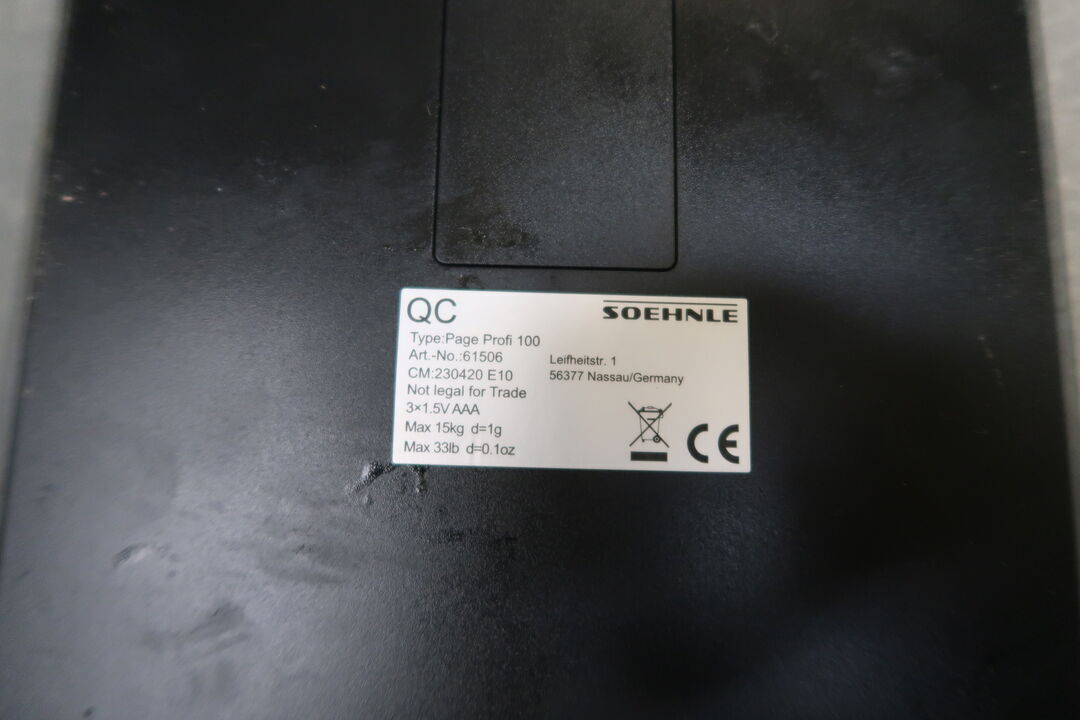 QC
SOEHNLE
Type:Page Profi 100
Art.-No.:61506
CM:230420 E10
Not legal for Trade
3×1.5V AAA
Max 15kg d=1g
Max 33lb d=0.1oz
Leifheitstr. 1
56377 Nassau/Germany
CE